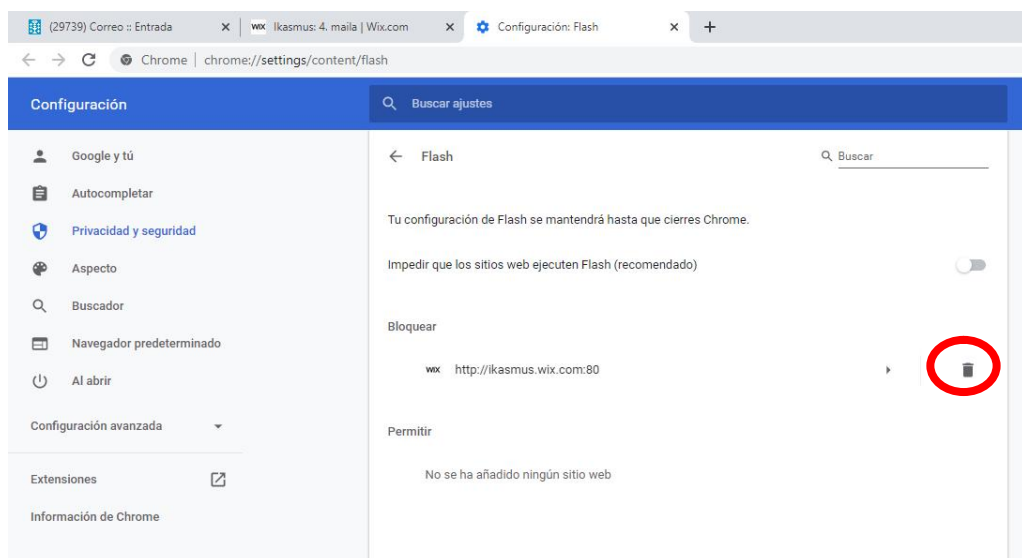 (29739) Correo :: Entrada
WIX Ikasmus: 4. maila | Wix.com
Configuración: Flash
Chrome | chrome://settings/content/flash
Configuración
Buscar ajustes
Google y tú
Autocompletar
Privacidad y seguridad
Aspecto
Buscador
Navegador predeterminado
Al abrir
Configuración avanzada
Extensiones
Información de Chrome
Flash
Buscar
Tu configuración de Flash se mantendrá hasta que cierres Chrome.
Impedir que los sitios web ejecuten Flash (recomendado)
Bloquear
WIX http://ikasmus.wix.com:80
Permitir
No se ha añadido ningún sitio web